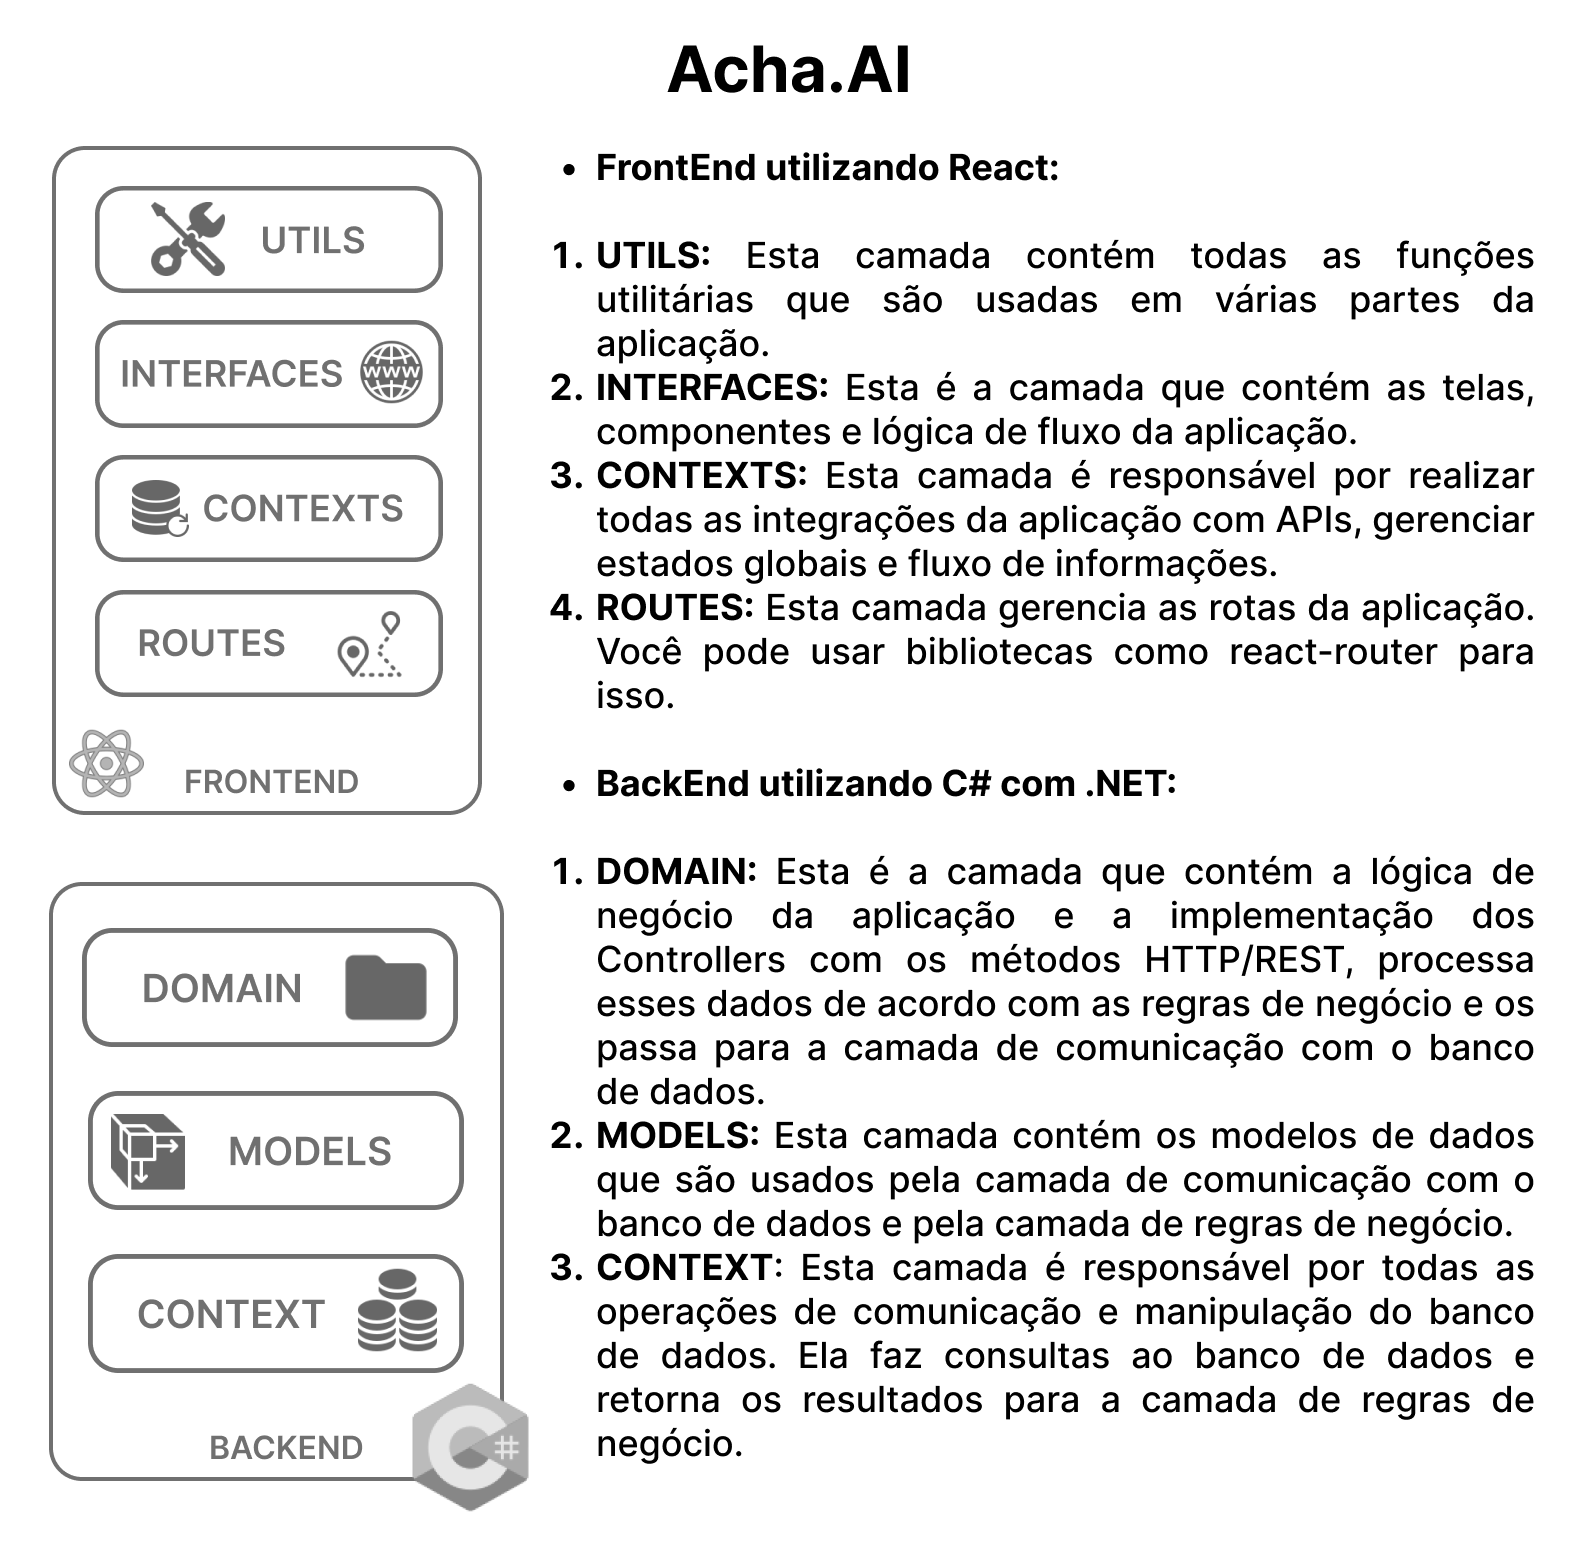 Acha.AI
UTILS
INTERFACES
WWW
CONTEXTS
ROUTES
FRONTEND
DOMAIN
MODELS
CONTEXT
BACKEND
C#
• FrontEnd utilizando React:
1. UTILS: Esta camada contém todas as funções
utilitárias que são usadas em várias partes da
aplicação.
2. INTERFACES: Esta é a camada que contém as telas,
componentes e lógica de fluxo da aplicação.
3. CONTEXTS: Esta camada é responsável por realizar
todas as integrações da aplicação com APIs, gerenciar
estados globais e fluxo de informações.
4. ROUTES: Esta camada gerencia as rotas da aplicação.
Você pode usar bibliotecas como react-router para
isso.
• BackEnd utilizando C# com .NET:
1. DOMAIN: Esta é a camada que contém a lógica de
negócio da aplicação e a implementação dos
Controllers com os métodos HTTP/REST, processa
esses dados de acordo com as regras de negócio e os
passa para a camada de comunicação com o banco
de dados.
2. MODELS: Esta camada contém os modelos de dados
que são usados pela camada de comunicação com o
banco de dados e pela camada de regras de negócio.
3. CONTEXT: Esta camada é responsável por todas as
operações de comunicação e manipulação do banco
de dados. Ela faz consultas ao banco de dados e
retorna os resultados para a camada de regras de
negócio.